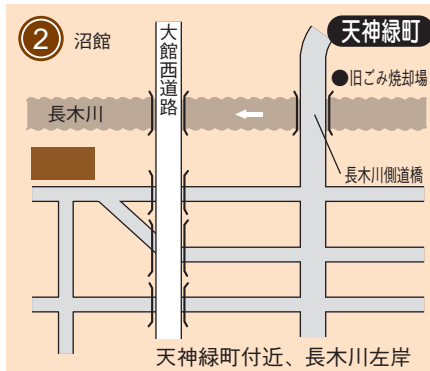 2 沼館
大館西道路
天神緑町
●旧ごみ焼却場
長木川
長木川側道橋
天神緑町付近、長木川左岸